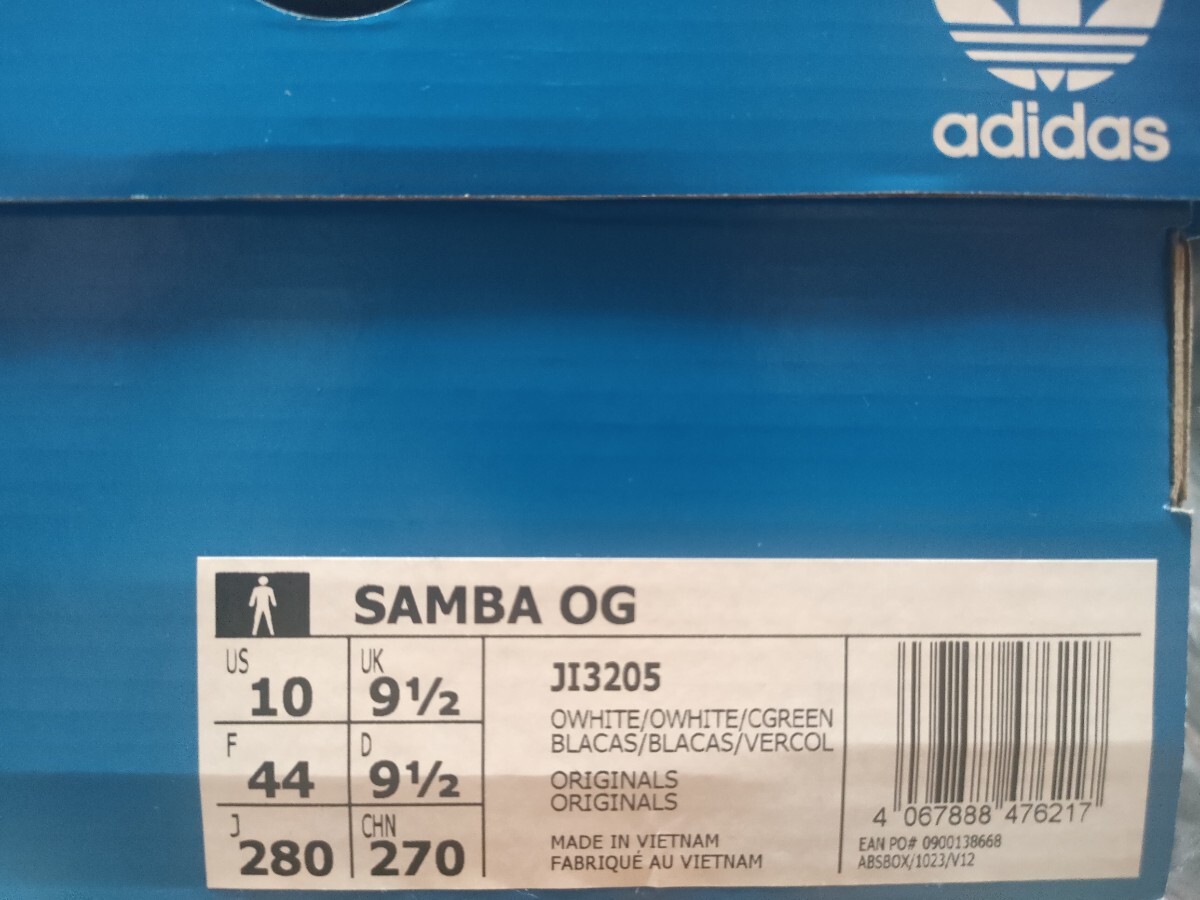 adidas
SAMBA OG
US 10
UK 9½
F 44
D 9½
J 280
CHN 270
JI3205
OWHITE/OWHITE/CGREEN
BLACAS/BLACAS/VERCOL
ORIGINALS
ORIGINALS
MADE IN VIETNAM
FABRIQUÉ AU VIETNAM
4 067888 476217
EAN PO# 0900138668
ABSBOX/1023/V12